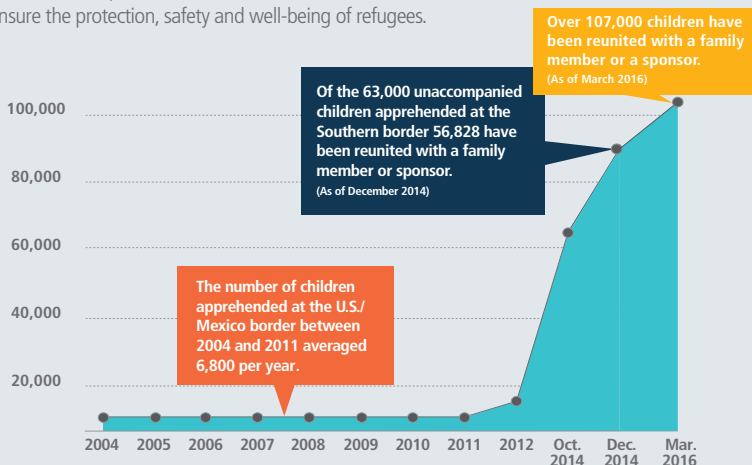 nsure the protection, safety and well-being of refugees.
Over 107,000 children have
been reunited with a family
member or a sponsor.
(As of March 2016)
Of the 63,000 unaccompanied
children apprehended at the
Southern border 56,828 have
been reunited with a family
member or sponsor.
(As of December 2014)
The number of children
apprehended at the U.S./
Mexico border between
2004 and 2011 averaged
6,800 per year.
100,000
80,000
60,000
40,000
20,000
2004 2005 2006 2007 2008 2009 2010 2011 2012 Oct. Dec. Mar.
2014 2014 2016